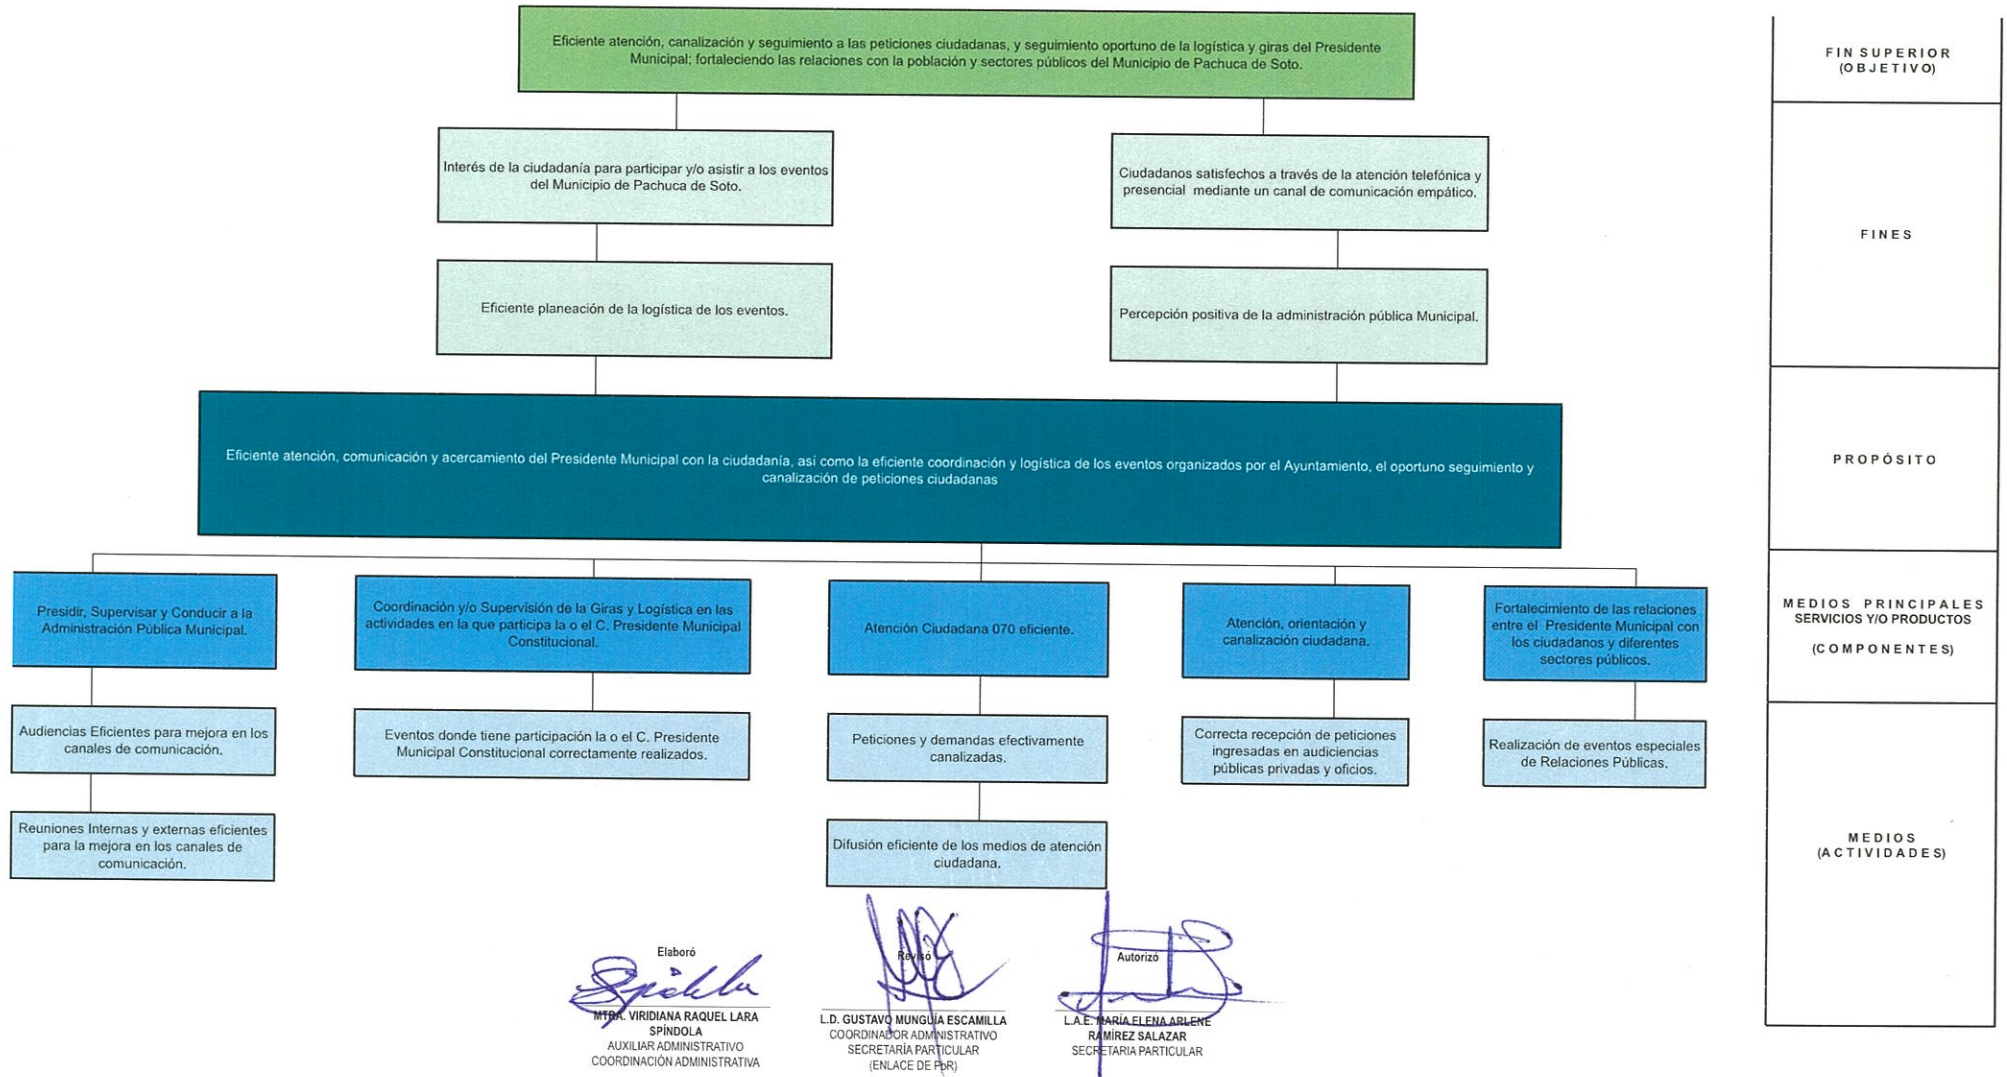 Eficiente atención, canalización y seguimiento a las peticiones ciudadanas, y seguimiento oportuno de la logística y giras del Presidente
Municipal; fortaleciendo las relaciones con la población y sectores públicos del Municipio de Pachuca de Soto.
FIN SUPERIOR
(OBJETIVO)
Interés de la ciudadanía para participar y/o asistir a los eventos
del Municipio de Pachuca de Soto.
Ciudadanos satisfechos a través de la atención telefónica y
presencial mediante un canal de comunicación empático.
FINES
Eficiente planeación de la logística de los eventos.
Percepción positiva de la administración pública Municipal.
Eficiente atención, comunicación y acercamiento del Presidente Municipal con la ciudadanía, así como la eficiente coordinación y logística de los eventos organizados por el Ayuntamiento, el oportuno seguimiento y
canalización de peticiones ciudadanas
PROPÓSITO
Presidir, Supervisar y Conducir a la
Administración Pública Municipal.
Coordinación y/o Supervisión de la Giras y Logística en las
actividades en la que participa la o el C. Presidente Municipal
Constitucional.
Atención Ciudadana 070 eficiente.
Atención, orientación y
canalización ciudadana.
Fortalecimiento de las relaciones
entre el Presidente Municipal con
los ciudadanos y diferentes
sectores públicos.
MEDIOS PRINCIPALES
SERVICIOS Y/O PRODUCTOS
(COMPONENTES)
Audiencias Eficientes para mejora en los
canales de comunicación.
Eventos donde tiene participación la o el C. Presidente
Municipal Constitucional correctamente realizados.
Peticiones y demandas efectivamente
canalizadas.
Correcta recepción de peticiones
ingresadas en audiciencias
públicas privadas y oficios.
Realización de eventos especiales
de Relaciones Públicas.
Reuniones Internas y externas eficientes
para la mejora en los canales de
comunicación.
Difusión eficiente de los medios de atención
ciudadana.
MEDIOS
(ACTIVIDADES)
Elaboró
MTRA. VIRIDIANA RAQUEL LARA
SPÍNDOLA
AUXILIAR ADMINISTRATIVO
COORDINACIÓN ADMINISTRATIVA
Revisó
L.D. GUSTAVO MUNGUÍA ESCAMILLA
COORDINADOR ADMINISTRATIVO
SECRETARÍA PARTICULAR
(ENLACE DE PbR)
Autorizó
L.A.E. MARÍA ELENA ARLENE
RAMÍREZ SALAZAR
SECRETARIA PARTICULAR